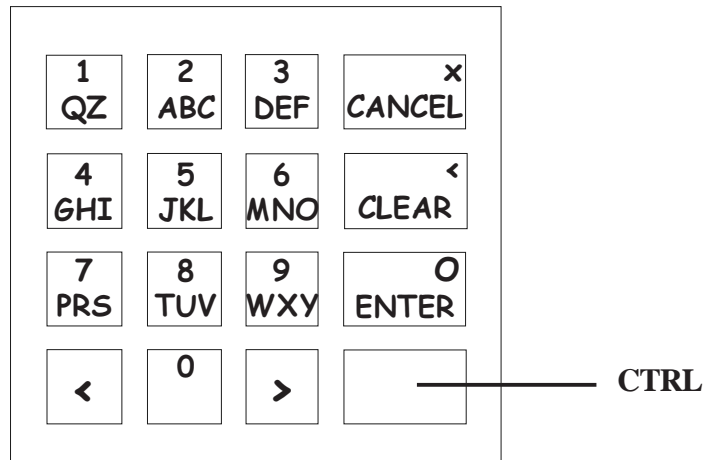 1 2 3 x
QZ ABC DEF CANCEL
4 5 6 <
GHI JKL MNO CLEAR
7 8 9 O
PRS TUV WXY ENTER
< 0 > CTRL